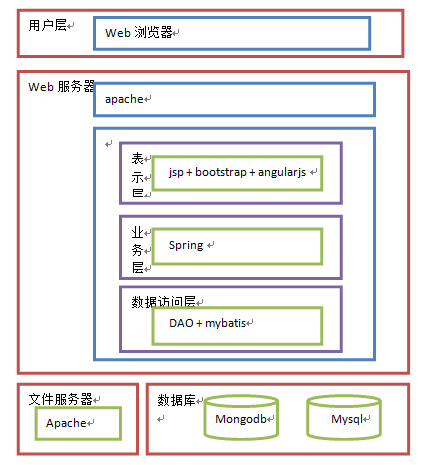 用户层
Web 浏览器
Web 服务器
apache
表
示
层
jsp + bootstrap + angularjs
业
务
层
Spring
数据访问层
DAO + mybatis
文件服务器
Apache
数据库
Mongodb
Mysql